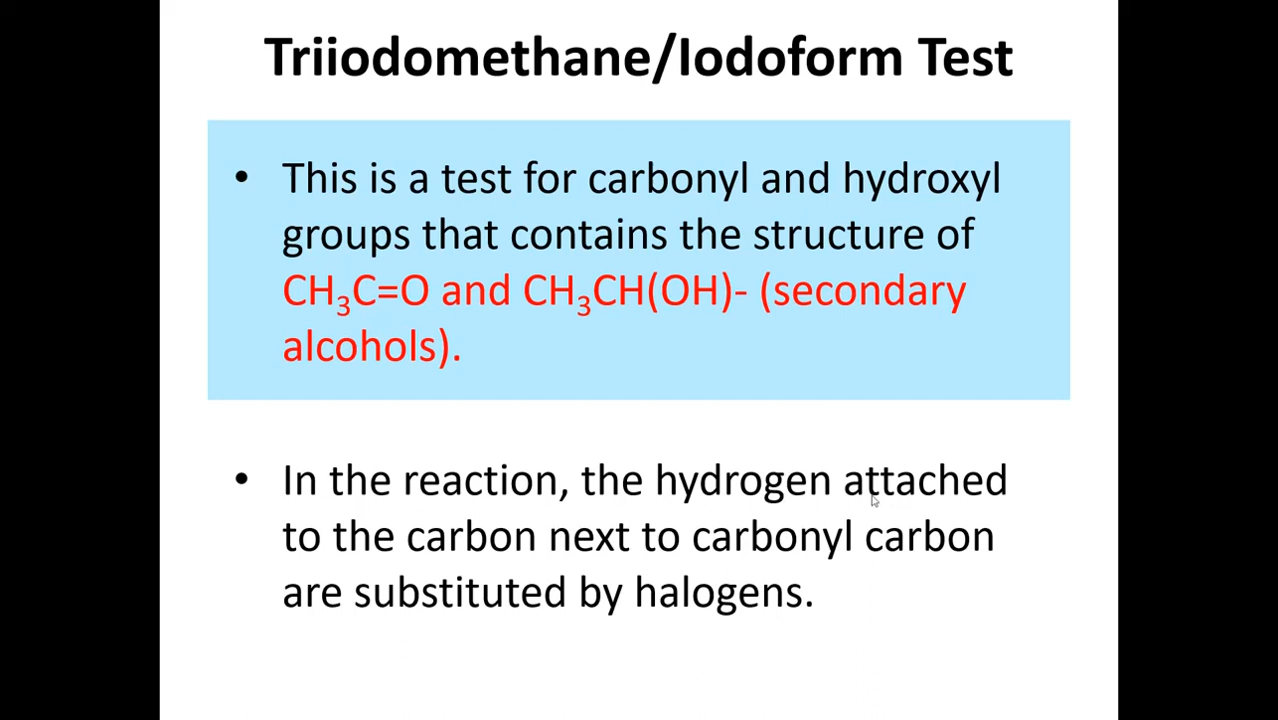 Triiodomethane/Iodoform Test
• This is a test for carbonyl and hydroxyl
groups that contains the structure of
CH₃C=O and CH₃CH(OH)- (secondary
alcohols).
• In the reaction, the hydrogen attached
to the carbon next to carbonyl carbon
are substituted by halogens.